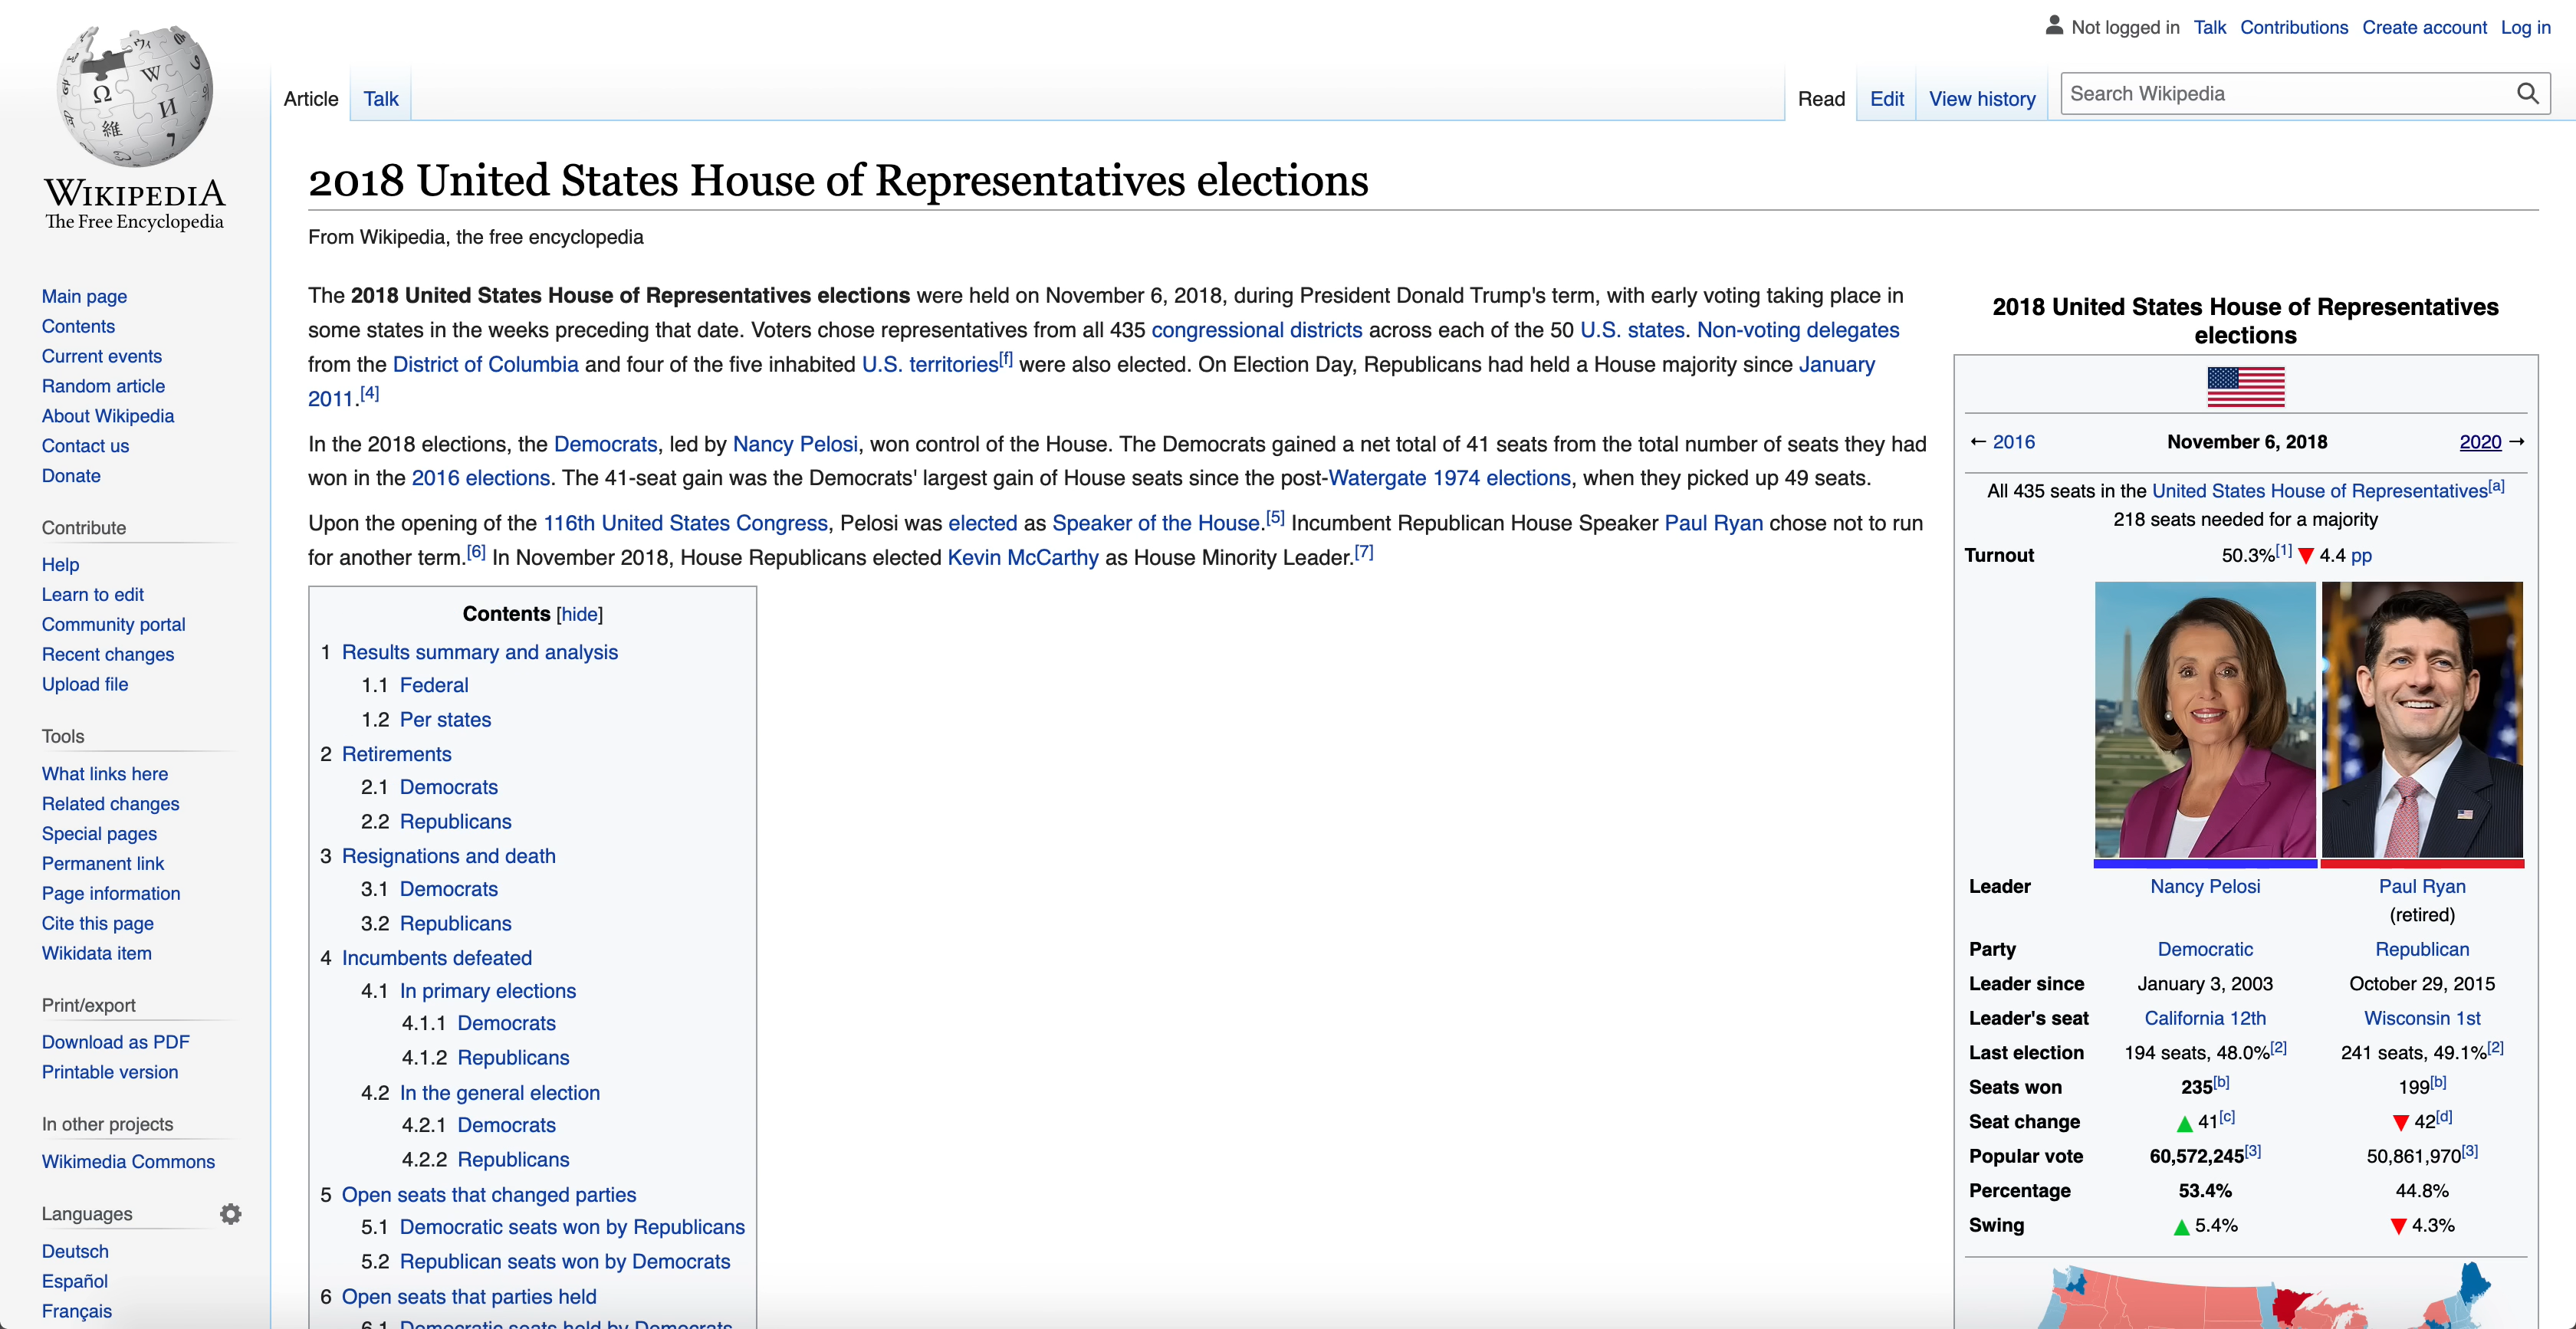 Not logged in Talk Contributions Create account Log in
Article Talk
Read Edit View history
Search Wikipedia
WIKIPEDIA
The Free Encyclopedia
Main page
Contents
Current events
Random article
About Wikipedia
Contact us
Donate
Contribute
Help
Learn to edit
Community portal
Recent changes
Upload file
Tools
What links here
Related changes
Special pages
Permanent link
Page information
Cite this page
Wikidata item
Print/export
Download as PDF
Printable version
In other projects
Wikimedia Commons
Languages
Deutsch
Español
Français
2018 United States House of Representatives elections
From Wikipedia, the free encyclopedia
The 2018 United States House of Representatives elections were held on November 6, 2018, during President Donald Trump's term, with early voting taking place in
some states in the weeks preceding that date. Voters chose representatives from all 435 congressional districts across each of the 50 U.S. states. Non-voting delegates
from the District of Columbia and four of the five inhabited U.S. territories[f] were also elected. On Election Day, Republicans had held a House majority since January
2011.[4]
In the 2018 elections, the Democrats, led by Nancy Pelosi, won control of the House. The Democrats gained a net total of 41 seats from the total number of seats they had
won in the 2016 elections. The 41-seat gain was the Democrats' largest gain of House seats since the post-Watergate 1974 elections, when they picked up 49 seats.
Upon the opening of the 116th United States Congress, Pelosi was elected as Speaker of the House.[5] Incumbent Republican House Speaker Paul Ryan chose not to run
for another term.[6] In November 2018, House Republicans elected Kevin McCarthy as House Minority Leader.[7]
Contents [hide]
1 Results summary and analysis
1.1 Federal
1.2 Per states
2 Retirements
2.1 Democrats
2.2 Republicans
3 Resignations and death
3.1 Democrats
3.2 Republicans
4 Incumbents defeated
4.1 In primary elections
4.1.1 Democrats
4.1.2 Republicans
4.2 In the general election
4.2.1 Democrats
4.2.2 Republicans
5 Open seats that changed parties
5.1 Democratic seats won by Republicans
5.2 Republican seats won by Democrats
6 Open seats that parties held
6.1 Democratic seats held by Democrats
2018 United States House of Representatives
elections
← 2016 November 6, 2018 2020 →
All 435 seats in the United States House of Representatives[a]
218 seats needed for a majority
Turnout 50.3%[1] ▼ 4.4 pp
Leader Nancy Pelosi Paul Ryan
(retired)
Party Democratic Republican
Leader since January 3, 2003 October 29, 2015
Leader's seat California 12th Wisconsin 1st
Last election 194 seats, 48.0%[2] 241 seats, 49.1%[2]
Seats won 235[b] 199[b]
Seat change ▲ 41[c] ▼ 42[d]
Popular vote 60,572,245[3] 50,861,970[3]
Percentage 53.4% 44.8%
Swing ▲ 5.4% ▼ 4.3%